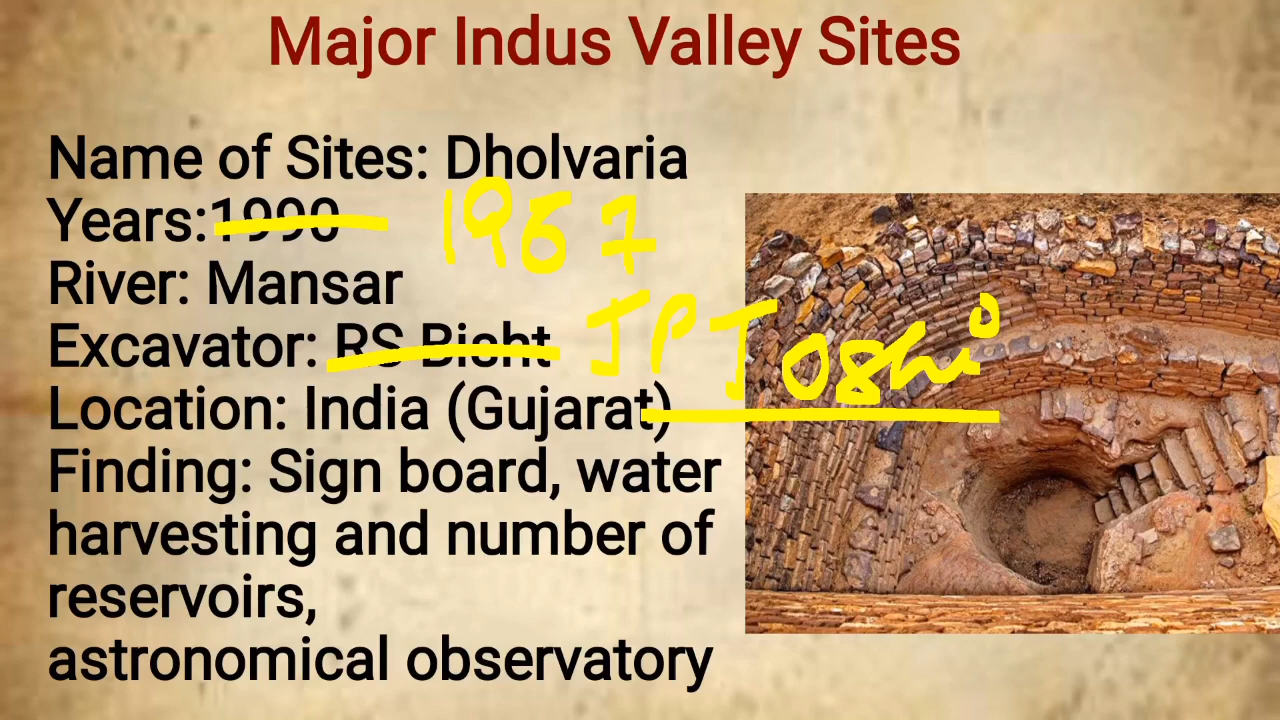 Major Indus Valley Sites
Name of Sites: Dholvaria
Years:1990 1967
River: Mansar
Excavator: RS Bisht JP Joshi
Location: India (Gujarat)
Finding: Sign board, water
harvesting and number of
reservoirs,
astronomical observatory